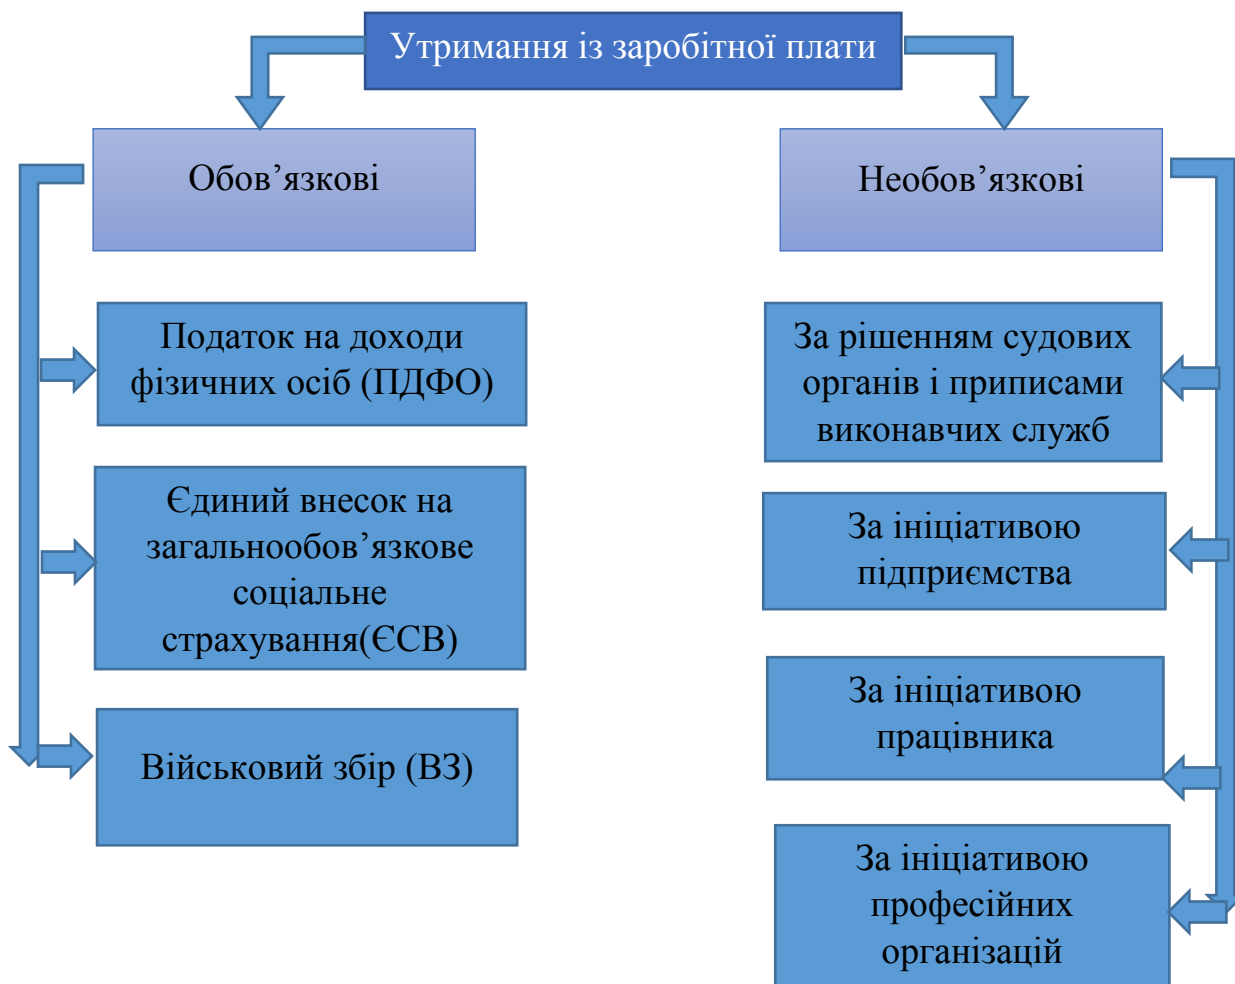 Утримання із заробітної плати
Обов’язкові
Необов’язкові
Податок на доходи
фізичних осіб (ПДФО)
Єдиний внесок на
загальнообов’язкове
соціальне
страхування(ЄСВ)
Військовий збір (ВЗ)
За рішенням судових
органів і приписами
виконавчих служб
За ініціативою
підприємства
За ініціативою
працівника
За ініціативою
професійних
організацій